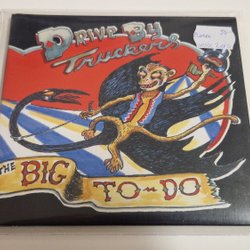 DRIVE-BY
Truckers
THE BIG TO-DO